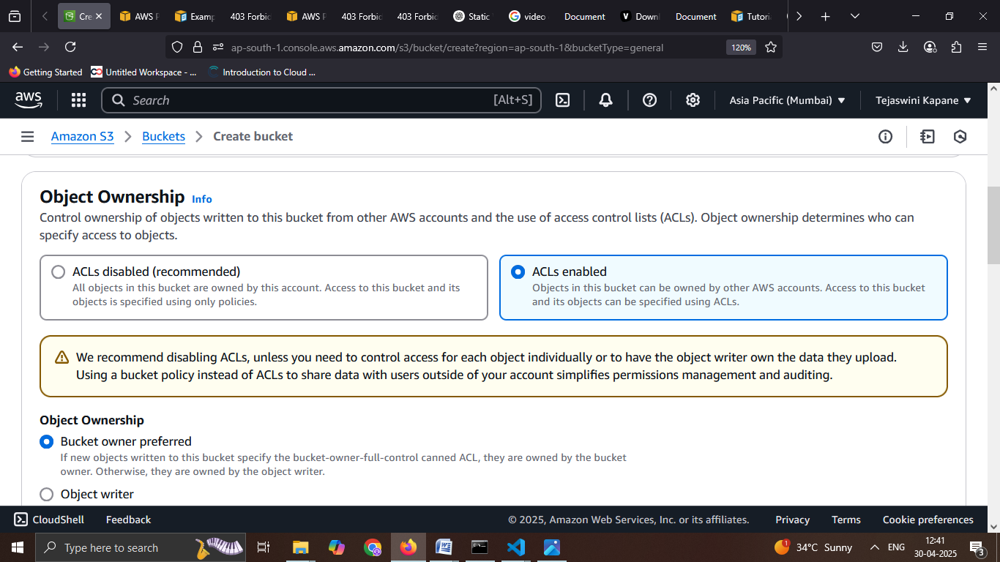 Cre
AWS P
Examp
403 Forbic
AWS P
403 Forbic
403 Forbic
Static
video
Document
Downl
Document
Tutoria
ap-south-1.console.aws.amazon.com/s3/bucket/create?region=ap-south-1&bucketType=general
120%
Getting Started
Untitled Workspace - ...
Introduction to Cloud ...
aws
Search
[Alt+S]
Asia Pacific (Mumbai)
Tejaswini Kapane
Amazon S3 > Buckets > Create bucket
Object Ownership Info
Control ownership of objects written to this bucket from other AWS accounts and the use of access control lists (ACLs). Object ownership determines who can
specify access to objects.
ACLs disabled (recommended)
All objects in this bucket are owned by this account. Access to this bucket and its
objects is specified using only policies.
ACLs enabled
Objects in this bucket can be owned by other AWS accounts. Access to this bucket
and its objects can be specified using ACLs.
We recommend disabling ACLs, unless you need to control access for each object individually or to have the object writer own the data they upload.
Using a bucket policy instead of ACLs to share data with users outside of your account simplifies permissions management and auditing.
Object Ownership
Bucket owner preferred
If new objects written to this bucket specify the bucket-owner-full-control canned ACL, they are owned by the bucket
owner. Otherwise, they are owned by the object writer.
Object writer
CloudShell
Feedback
© 2025, Amazon Web Services, Inc. or its affiliates.
Privacy
Terms
Cookie preferences
Type here to search
1
34°C Sunny
ENG
12:41
30-04-2025
3